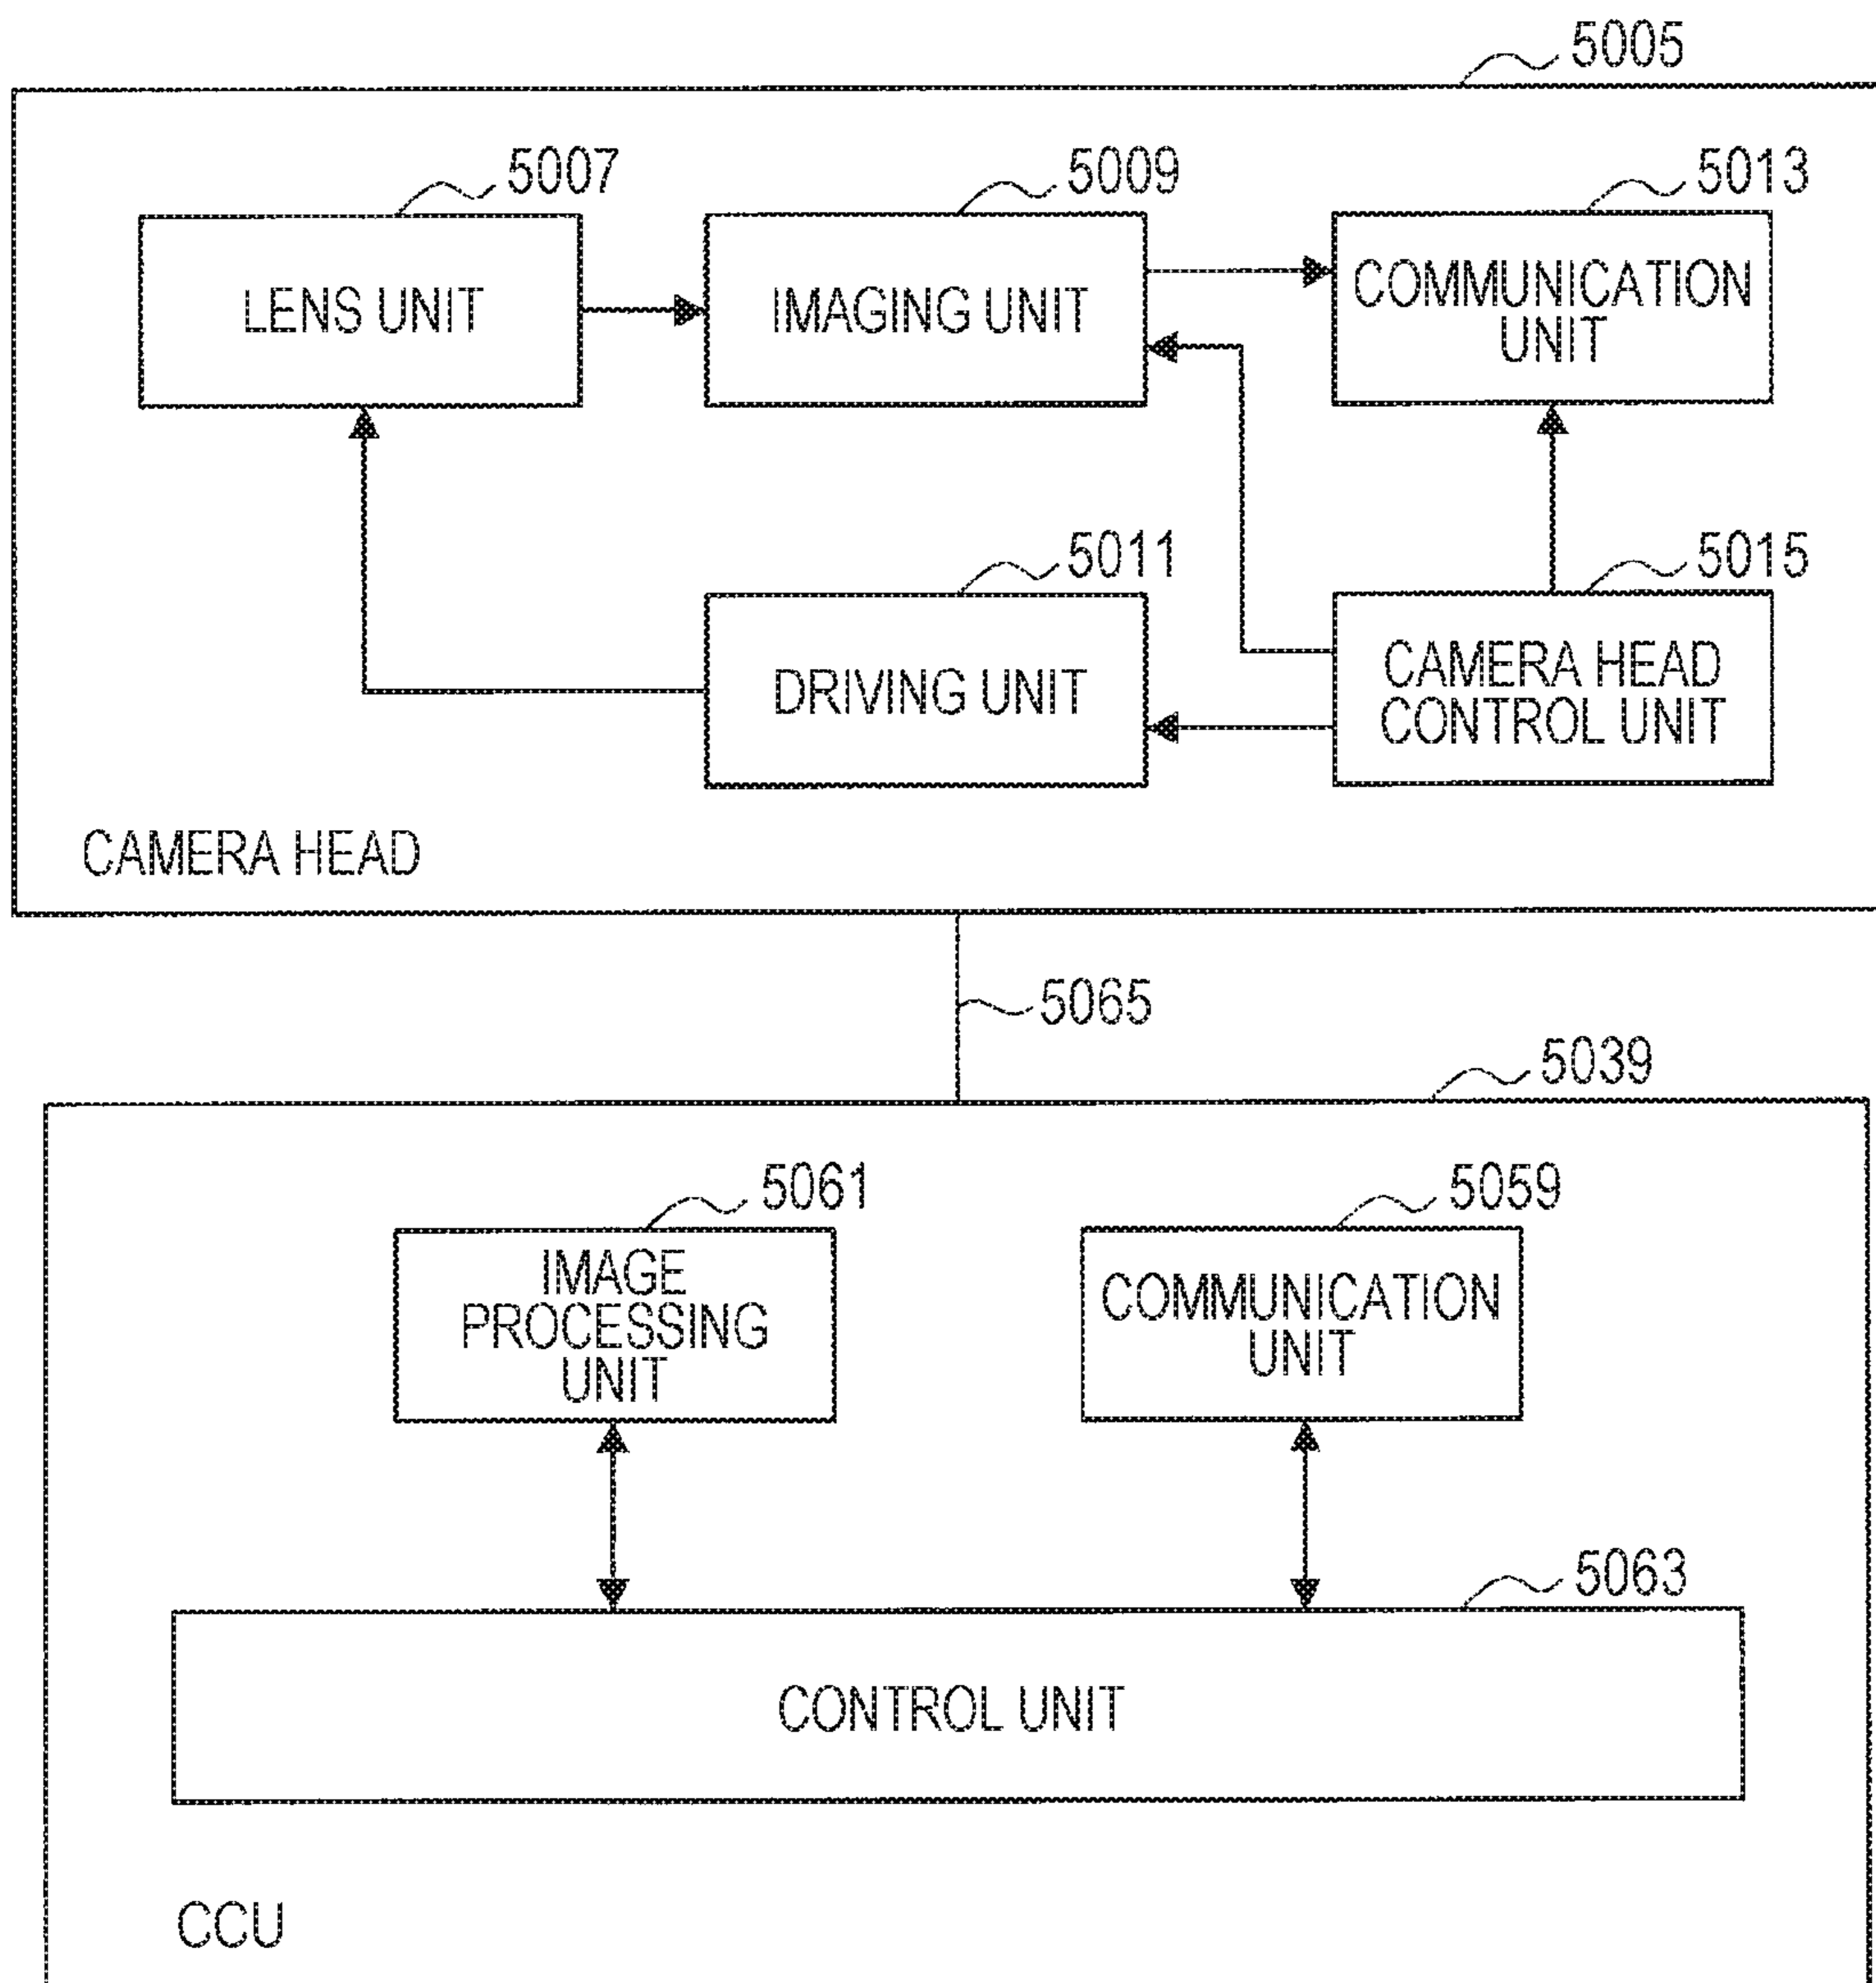 5005
5007
5009
5013
LENS UNIT
IMAGING UNIT
COMMUNICATION
UNIT
5011
5015
DRIVING UNIT
CAMERA HEAD
CONTROL UNIT
CAMERA HEAD
5065
5039
5061
5059
IMAGE
PROCESSING
UNIT
COMMUNICATION
UNIT
5063
CONTROL UNIT
CCU